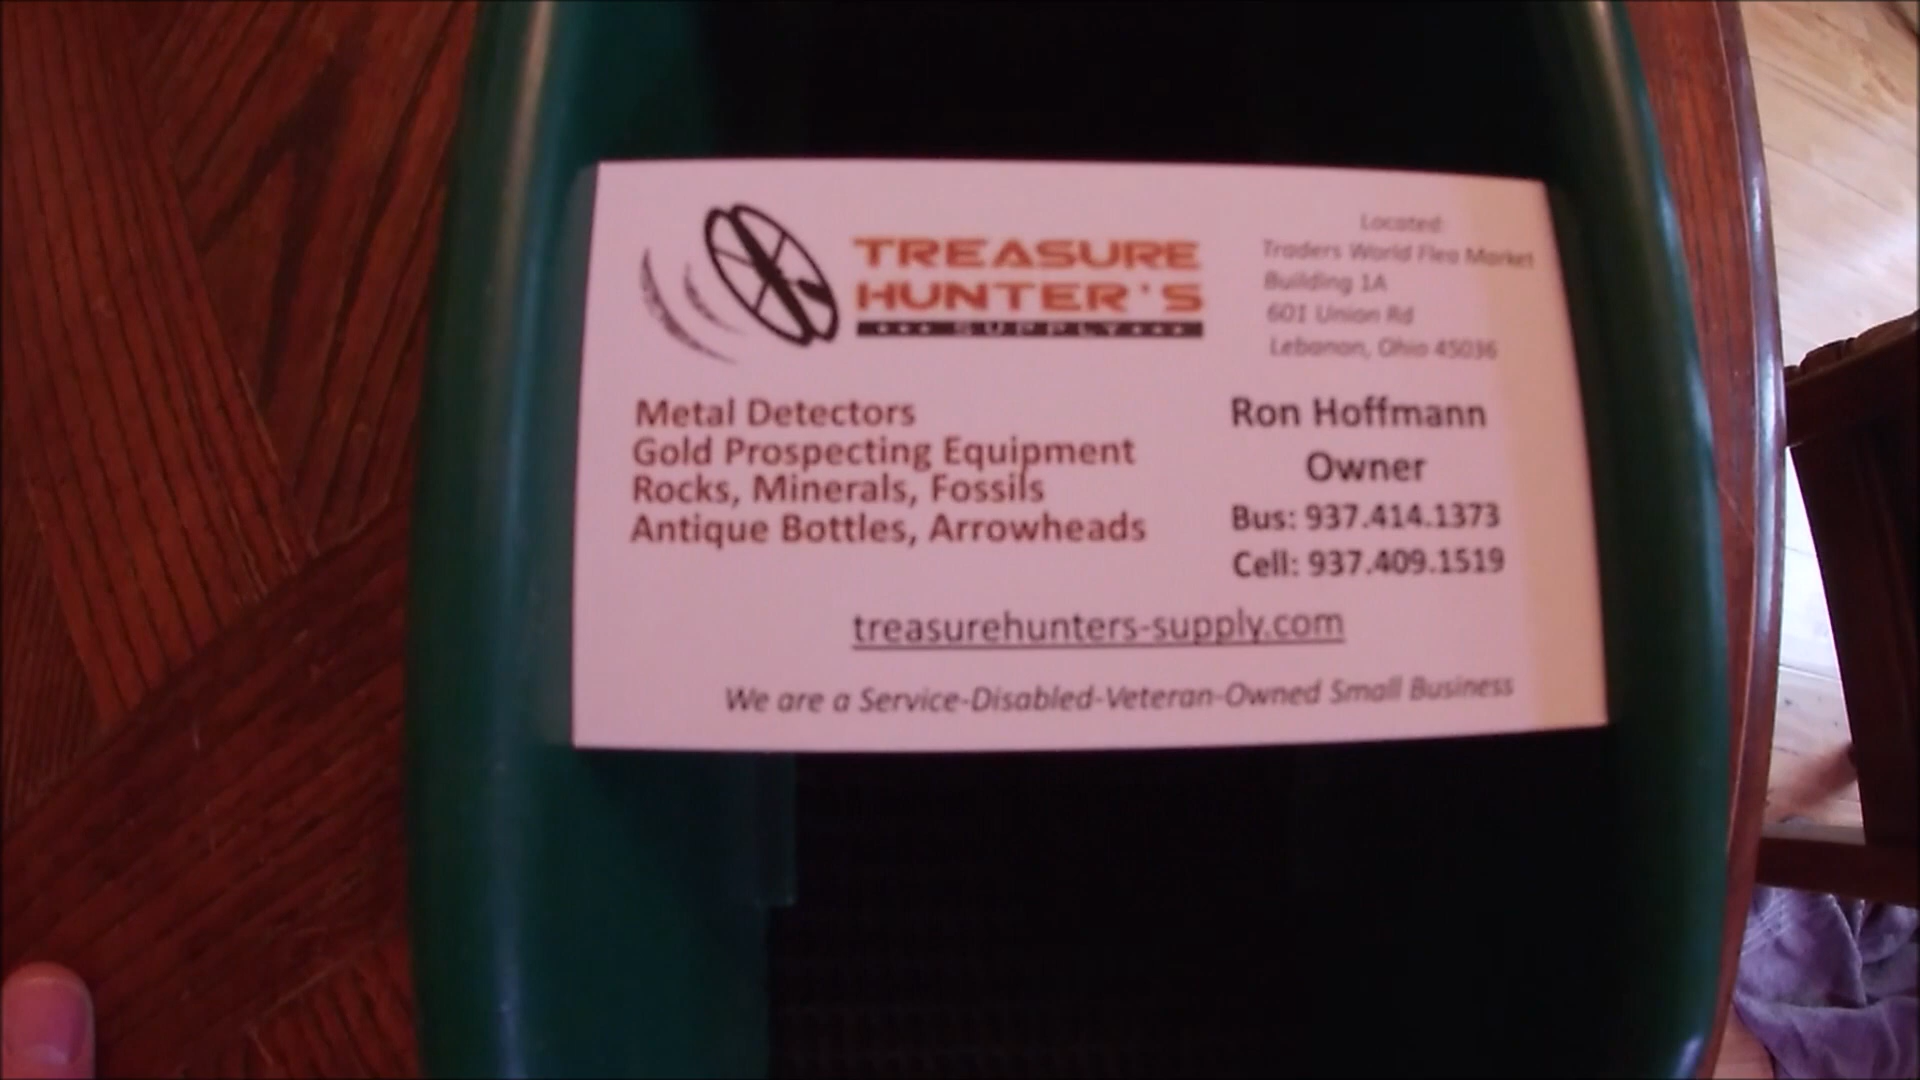 TREASURE
HUNTER'S
SUPPLY
Located:
Traders World Flea Market
Building 1A
601 Union Rd
Lebanon, Ohio 45036
Metal Detectors
Gold Prospecting Equipment
Rocks, Minerals, Fossils
Antique Bottles, Arrowheads
Ron Hoffmann
Owner
Bus: 937.414.1373
Cell: 937.409.1519
treasurehunters-supply.com
We are a Service-Disabled-Veteran-Owned Small Business